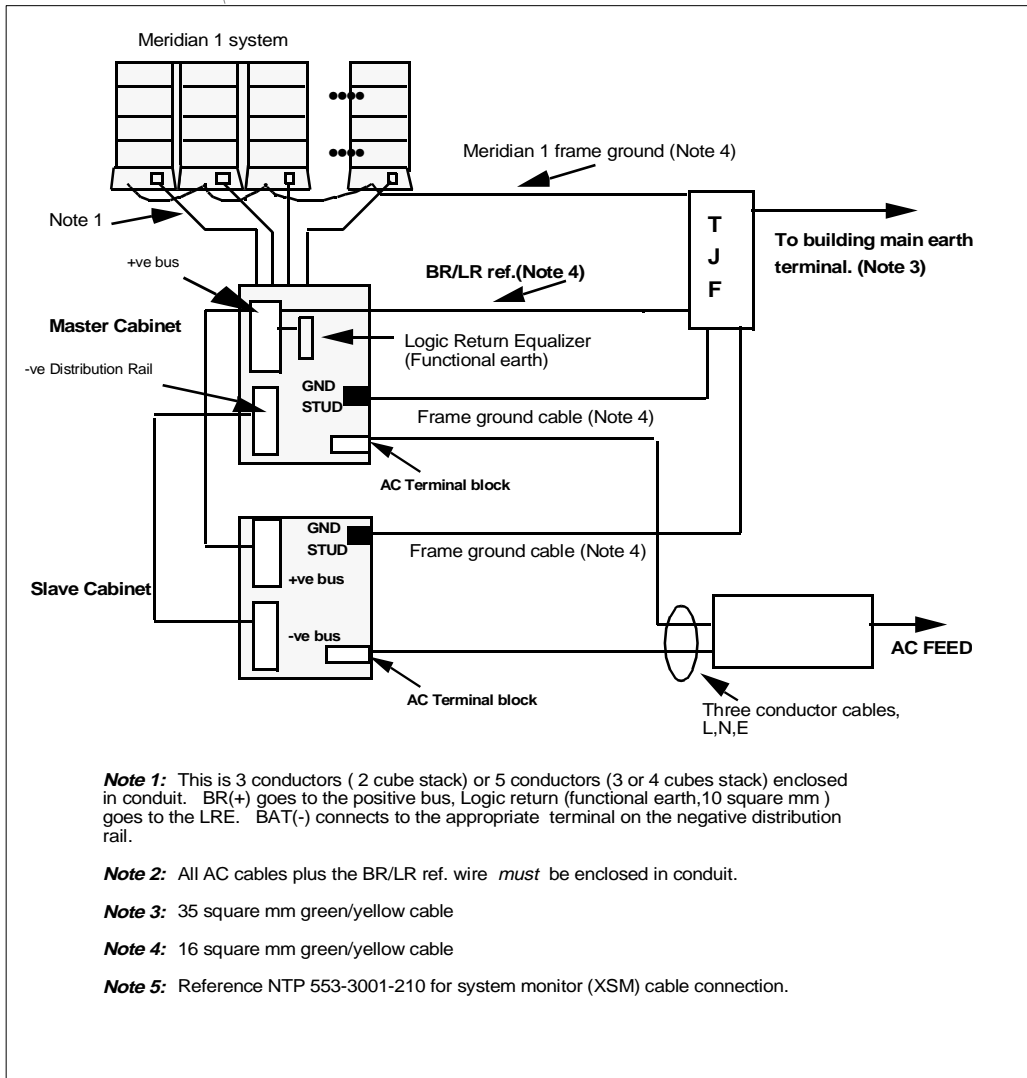 Meridian 1 system
Meridian 1 frame ground (Note 4)
Note 1
T
J
F
To building main earth
terminal. (Note 3)
+ve bus
BR/LR ref.(Note 4)
Master Cabinet
Logic Return Equalizer
(Functional earth)
-ve Distribution Rail
GND
STUD
Frame ground cable (Note 4)
AC Terminal block
GND
STUD
Frame ground cable (Note 4)
+ve bus
Slave Cabinet
-ve bus
AC FEED
AC Terminal block
Three conductor cables,
L,N,E
Note 1: This is 3 conductors ( 2 cube stack) or 5 conductors (3 or 4 cubes stack) enclosed
in conduit. BR(+) goes to the positive bus, Logic return (functional earth,10 square mm )
goes to the LRE. BAT(-) connects to the appropriate terminal on the negative distribution
rail.
Note 2: All AC cables plus the BR/LR ref. wire must be enclosed in conduit.
Note 3: 35 square mm green/yellow cable
Note 4: 16 square mm green/yellow cable
Note 5: Reference NTP 553-3001-210 for system monitor (XSM) cable connection.